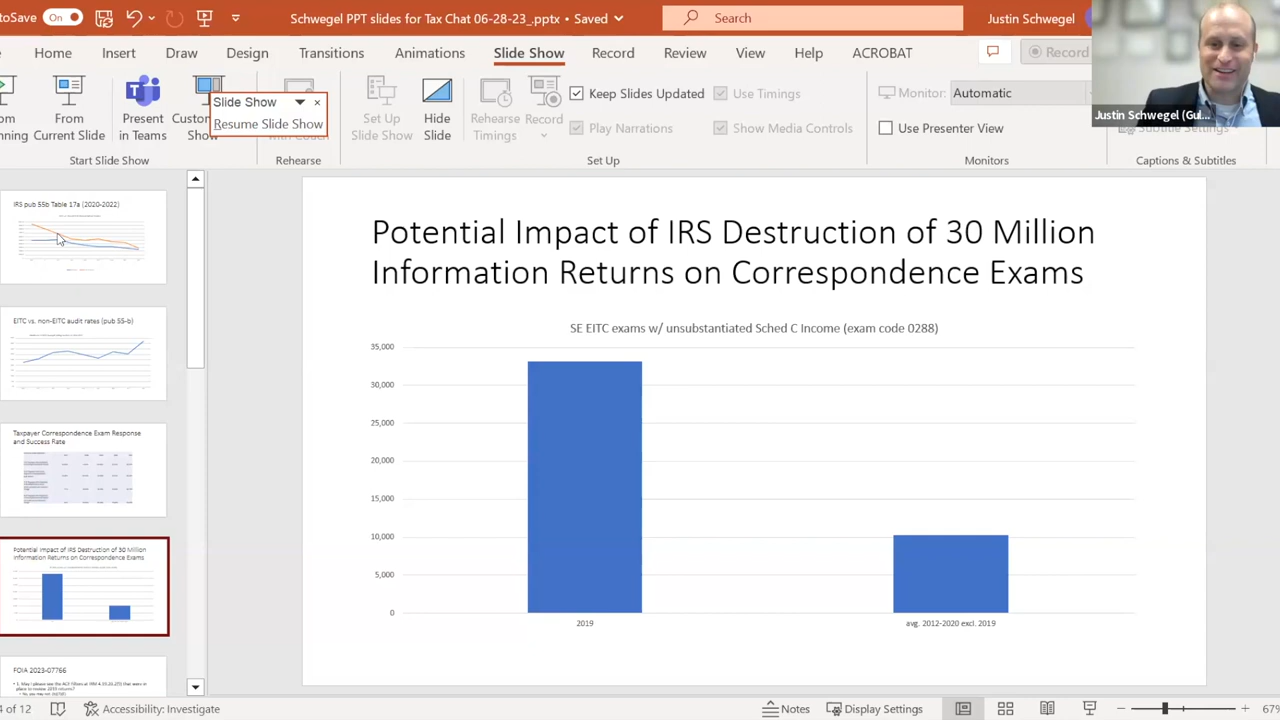 AutoSave
On
Schwegel PPT slides for Tax Chat 06-28-23_.pptx • Saved
Search
Justin Schwegel
Home Insert Draw Design Transitions Animations Slide Show Record Review View Help ACROBAT
Record
From
Current Slide
Present
in Teams
Slide Show
Resume Slide Show
Set Up
Slide Show
Hide
Slide
Rehearse
Timings
Record
Keep Slides Updated
Play Narrations
Use Timings
Show Media Controls
Monitor: Automatic
Use Presenter View
Justin Schwegel (Gul...
Subtitle Settings
Start Slide Show
Rehearse
Set Up
Monitors
Captions & Subtitles
IRS pub 55b Table 17a (2020-2022)
EITC vs. non-EITC audit rates (pub 55-b)
Taxpayer Correspondence Exam Response
and Success Rate
Potential Impact of IRS Destruction of 30 Million
Information Returns on Correspondence Exams
FOIA 2023-07766
Potential Impact of IRS Destruction of 30 Million
Information Returns on Correspondence Exams
SE EITC exams w/ unsubstantiated Sched C Income (exam code 0288)
35,000
30,000
25,000
20,000
15,000
10,000
5,000
0
2019
avg. 2012-2020 excl. 2019
4 of 12
Accessibility: Investigate
Notes
Display Settings
67%